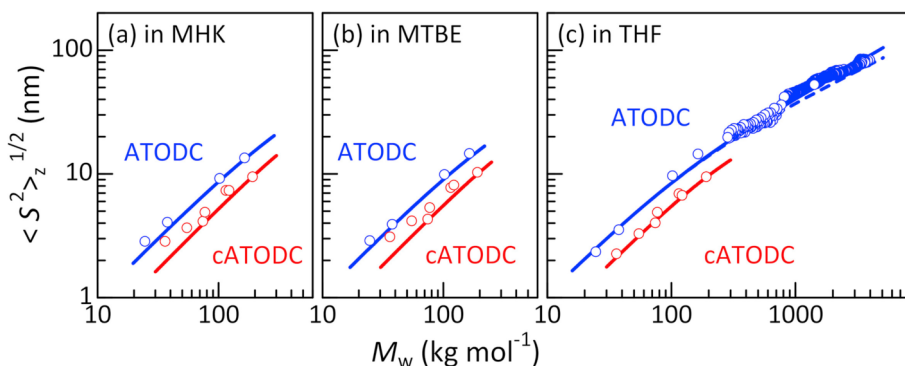 (a) in MHK
(b) in MTBE
(c) in THF
100
10
1
< S²>z 1/2 (nm)
ATODC
cATODC
ATODC
cATODC
ATODC
cATODC
10
100
10
100
10
100
1000
Mw (kg mol⁻¹)